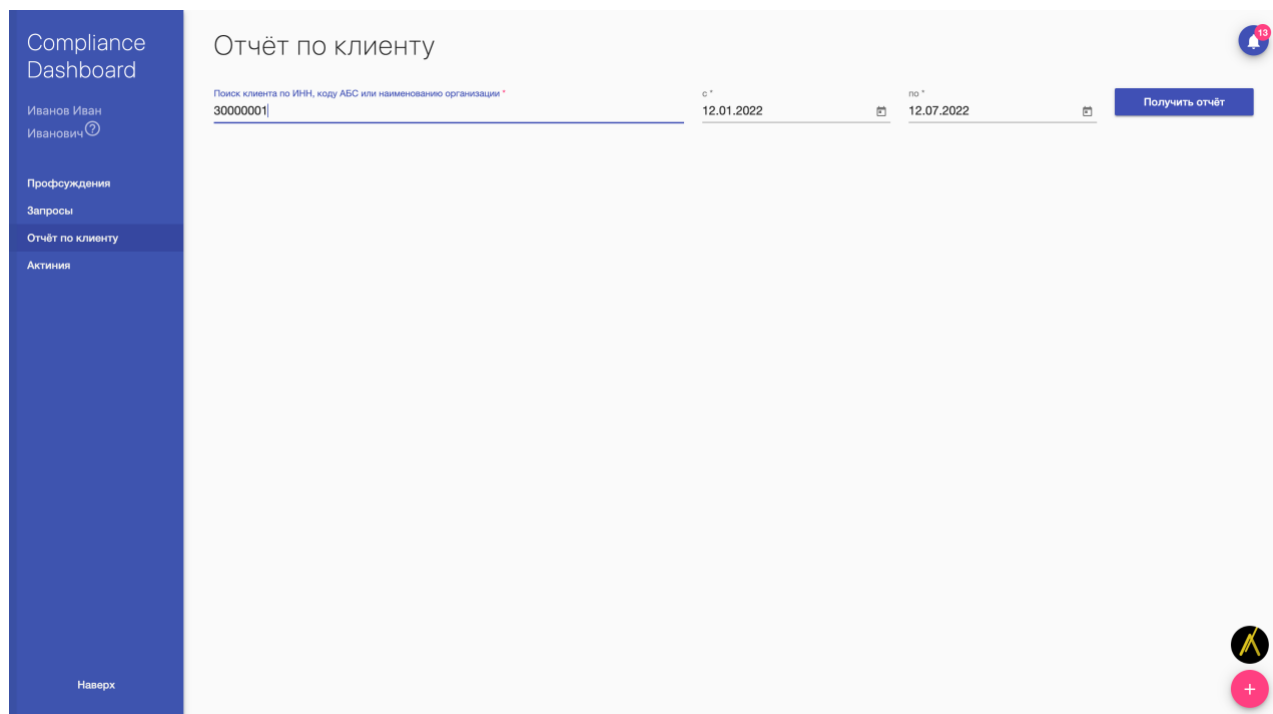 Compliance
Dashboard
Иванов Иван
Иванович ?
Профсуждения
Запросы
Отчёт по клиенту
Актиния
Наверх
Отчёт по клиенту
13
Поиск клиента по ИНН, коду АБС или наименованию организации *
30000001
с *
12.01.2022
по *
12.07.2022
Получить отчёт
+